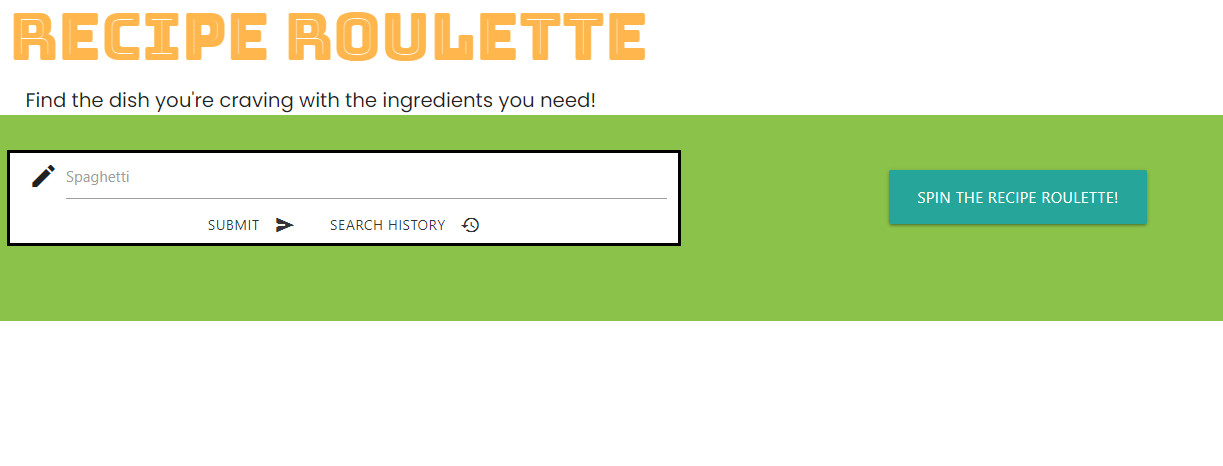 RECIPE ROULETTE
Find the dish you're craving with the ingredients you need!
Spaghetti
SUBMIT SEARCH HISTORY
SPIN THE RECIPE ROULETTE!